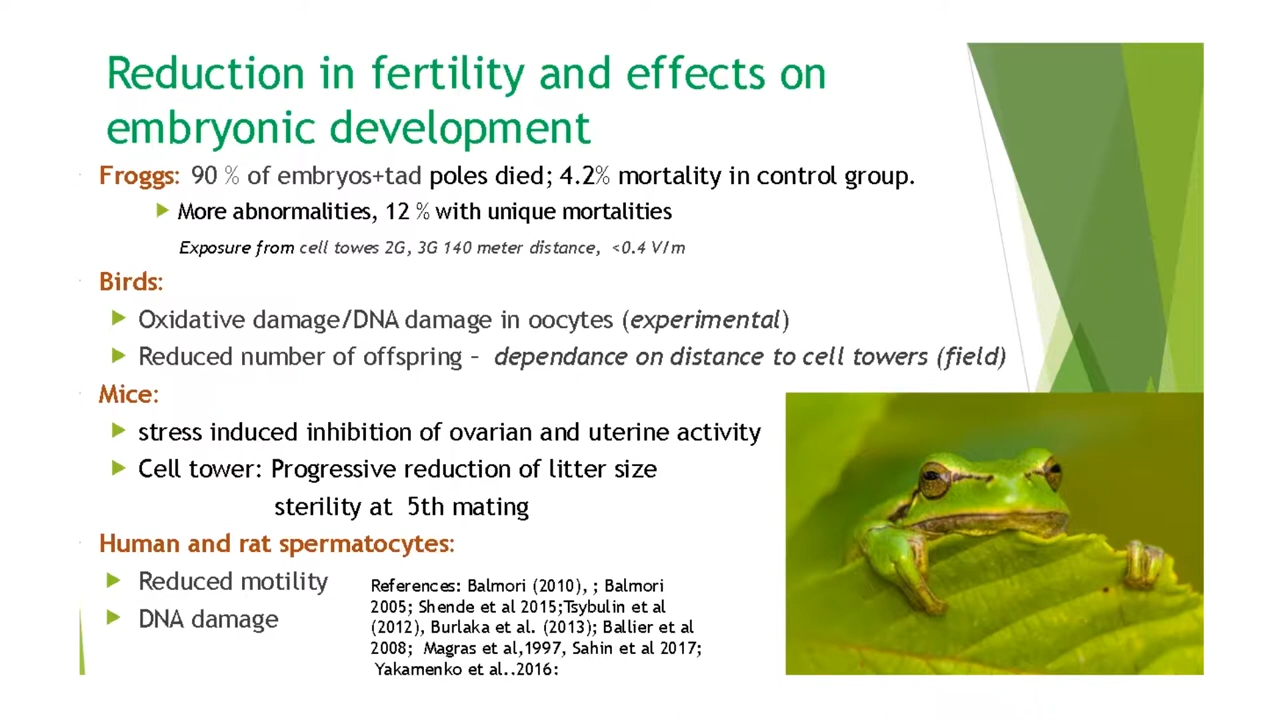 Reduction in fertility and effects on
embryonic development
Froggs: 90 % of embryos+tad poles died; 4.2% mortality in control group.
More abnormalities, 12 % with unique mortalities
Exposure from cell towes 2G, 3G 140 meter distance, <0.4 V/m
Birds:
Oxidative damage/DNA damage in oocytes (experimental)
Reduced number of offspring – dependance on distance to cell towers (field)
Mice:
stress induced inhibition of ovarian and uterine activity
Cell tower: Progressive reduction of litter size
sterility at 5th mating
Human and rat spermatocytes:
Reduced motility
DNA damage
References: Balmori (2010), ; Balmori
2005; Shende et al 2015;Tsybulin et al
(2012), Burlaka et al. (2013); Ballier et al
2008; Magras et al,1997, Sahin et al 2017;
Yakamenko et al..2016: